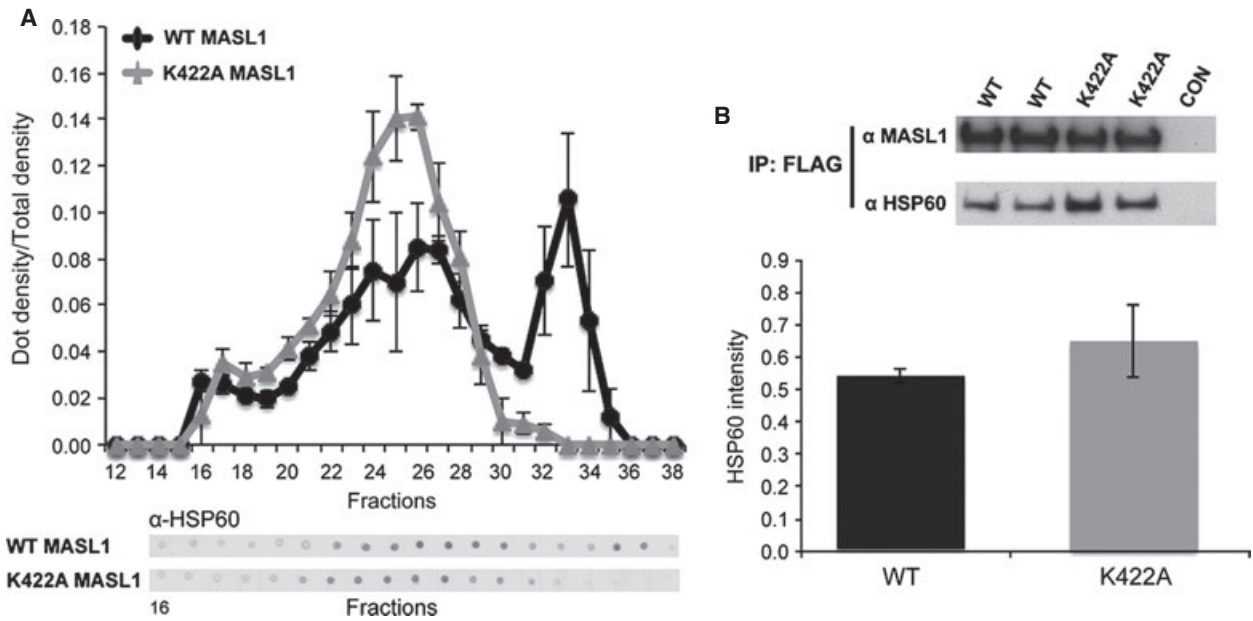 A
0.18
0.16
0.14
0.12
0.10
0.08
0.06
0.04
0.02
0.00
Dot density/Total density
WT MASL1
K422A MASL1
12 14 16 18 20 22 24 26 28 30 32 34 36 38
Fractions
α-HSP60
WT MASL1
K422A MASL1
16
Fractions
B
WT WT K422A K422A CON
IP: FLAG
α MASL1
α HSP60
0.9
0.8
0.7
0.6
0.5
0.4
0.3
0.2
0.1
0.0
HSP60 intensity
WT K422A